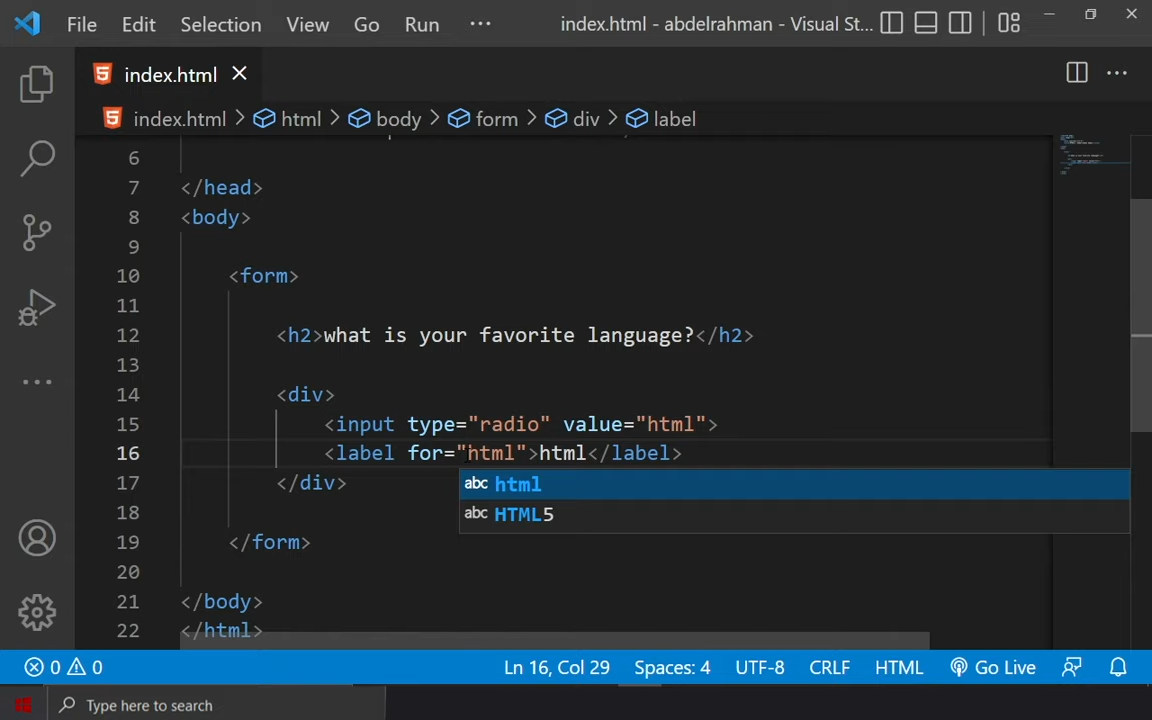 File Edit Selection View Go Run ··· index.html - abdelrahman - Visual St...
index.html
index.html > html > body > form > div > label
6
7 </head>
8 <body>
9
10 <form>
11
12 <h2>what is your favorite language?</h2>
13
14 <div>
15 <input type="radio" value="html">
16 <label for="html">html</label>
abc html
17 </div>
abc HTML5
18
19 </form>
20
21 </body>
22 </html>
0 0 Ln 16, Col 29 Spaces: 4 UTF-8 CRLF HTML Go Live
Type here to search